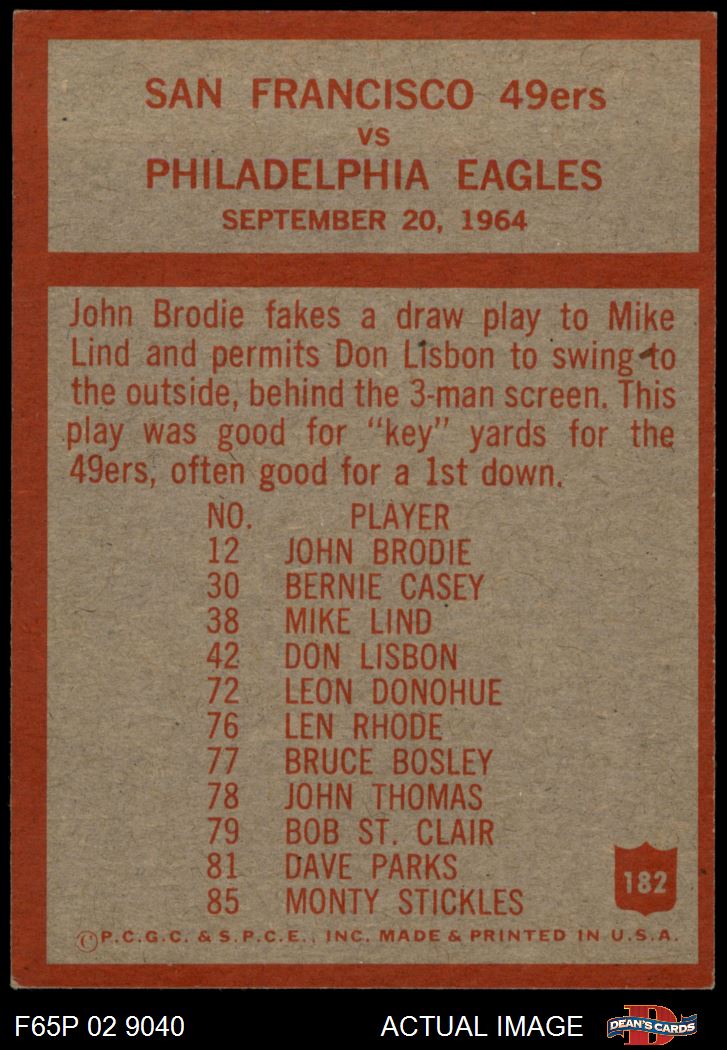 SAN FRANCISCO 49ers
VS
PHILADELPHIA EAGLES
SEPTEMBER 20, 1964
John Brodie fakes a draw play to Mike
Lind and permits Don Lisbon to swing to
the outside, behind the 3-man screen. This
play was good for "key" yards for the
49ers, often good for a 1st down.
NO. PLAYER
12 JOHN BRODIE
30 BERNIE CASEY
38 MIKE LIND
42 DON LISBON
72 LEON DONOHUE
76 LEN RHODE
77 BRUCE BOSLEY
78 JOHN THOMAS
79 BOB ST. CLAIR
81 DAVE PARKS
85 MONTY STICKLES
182
©P.C.G.C. & S.P.C.E., INC. MADE & PRINTED IN U.S.A.
F65P 02 9040 ACTUAL IMAGE D DEAN'S CARDS